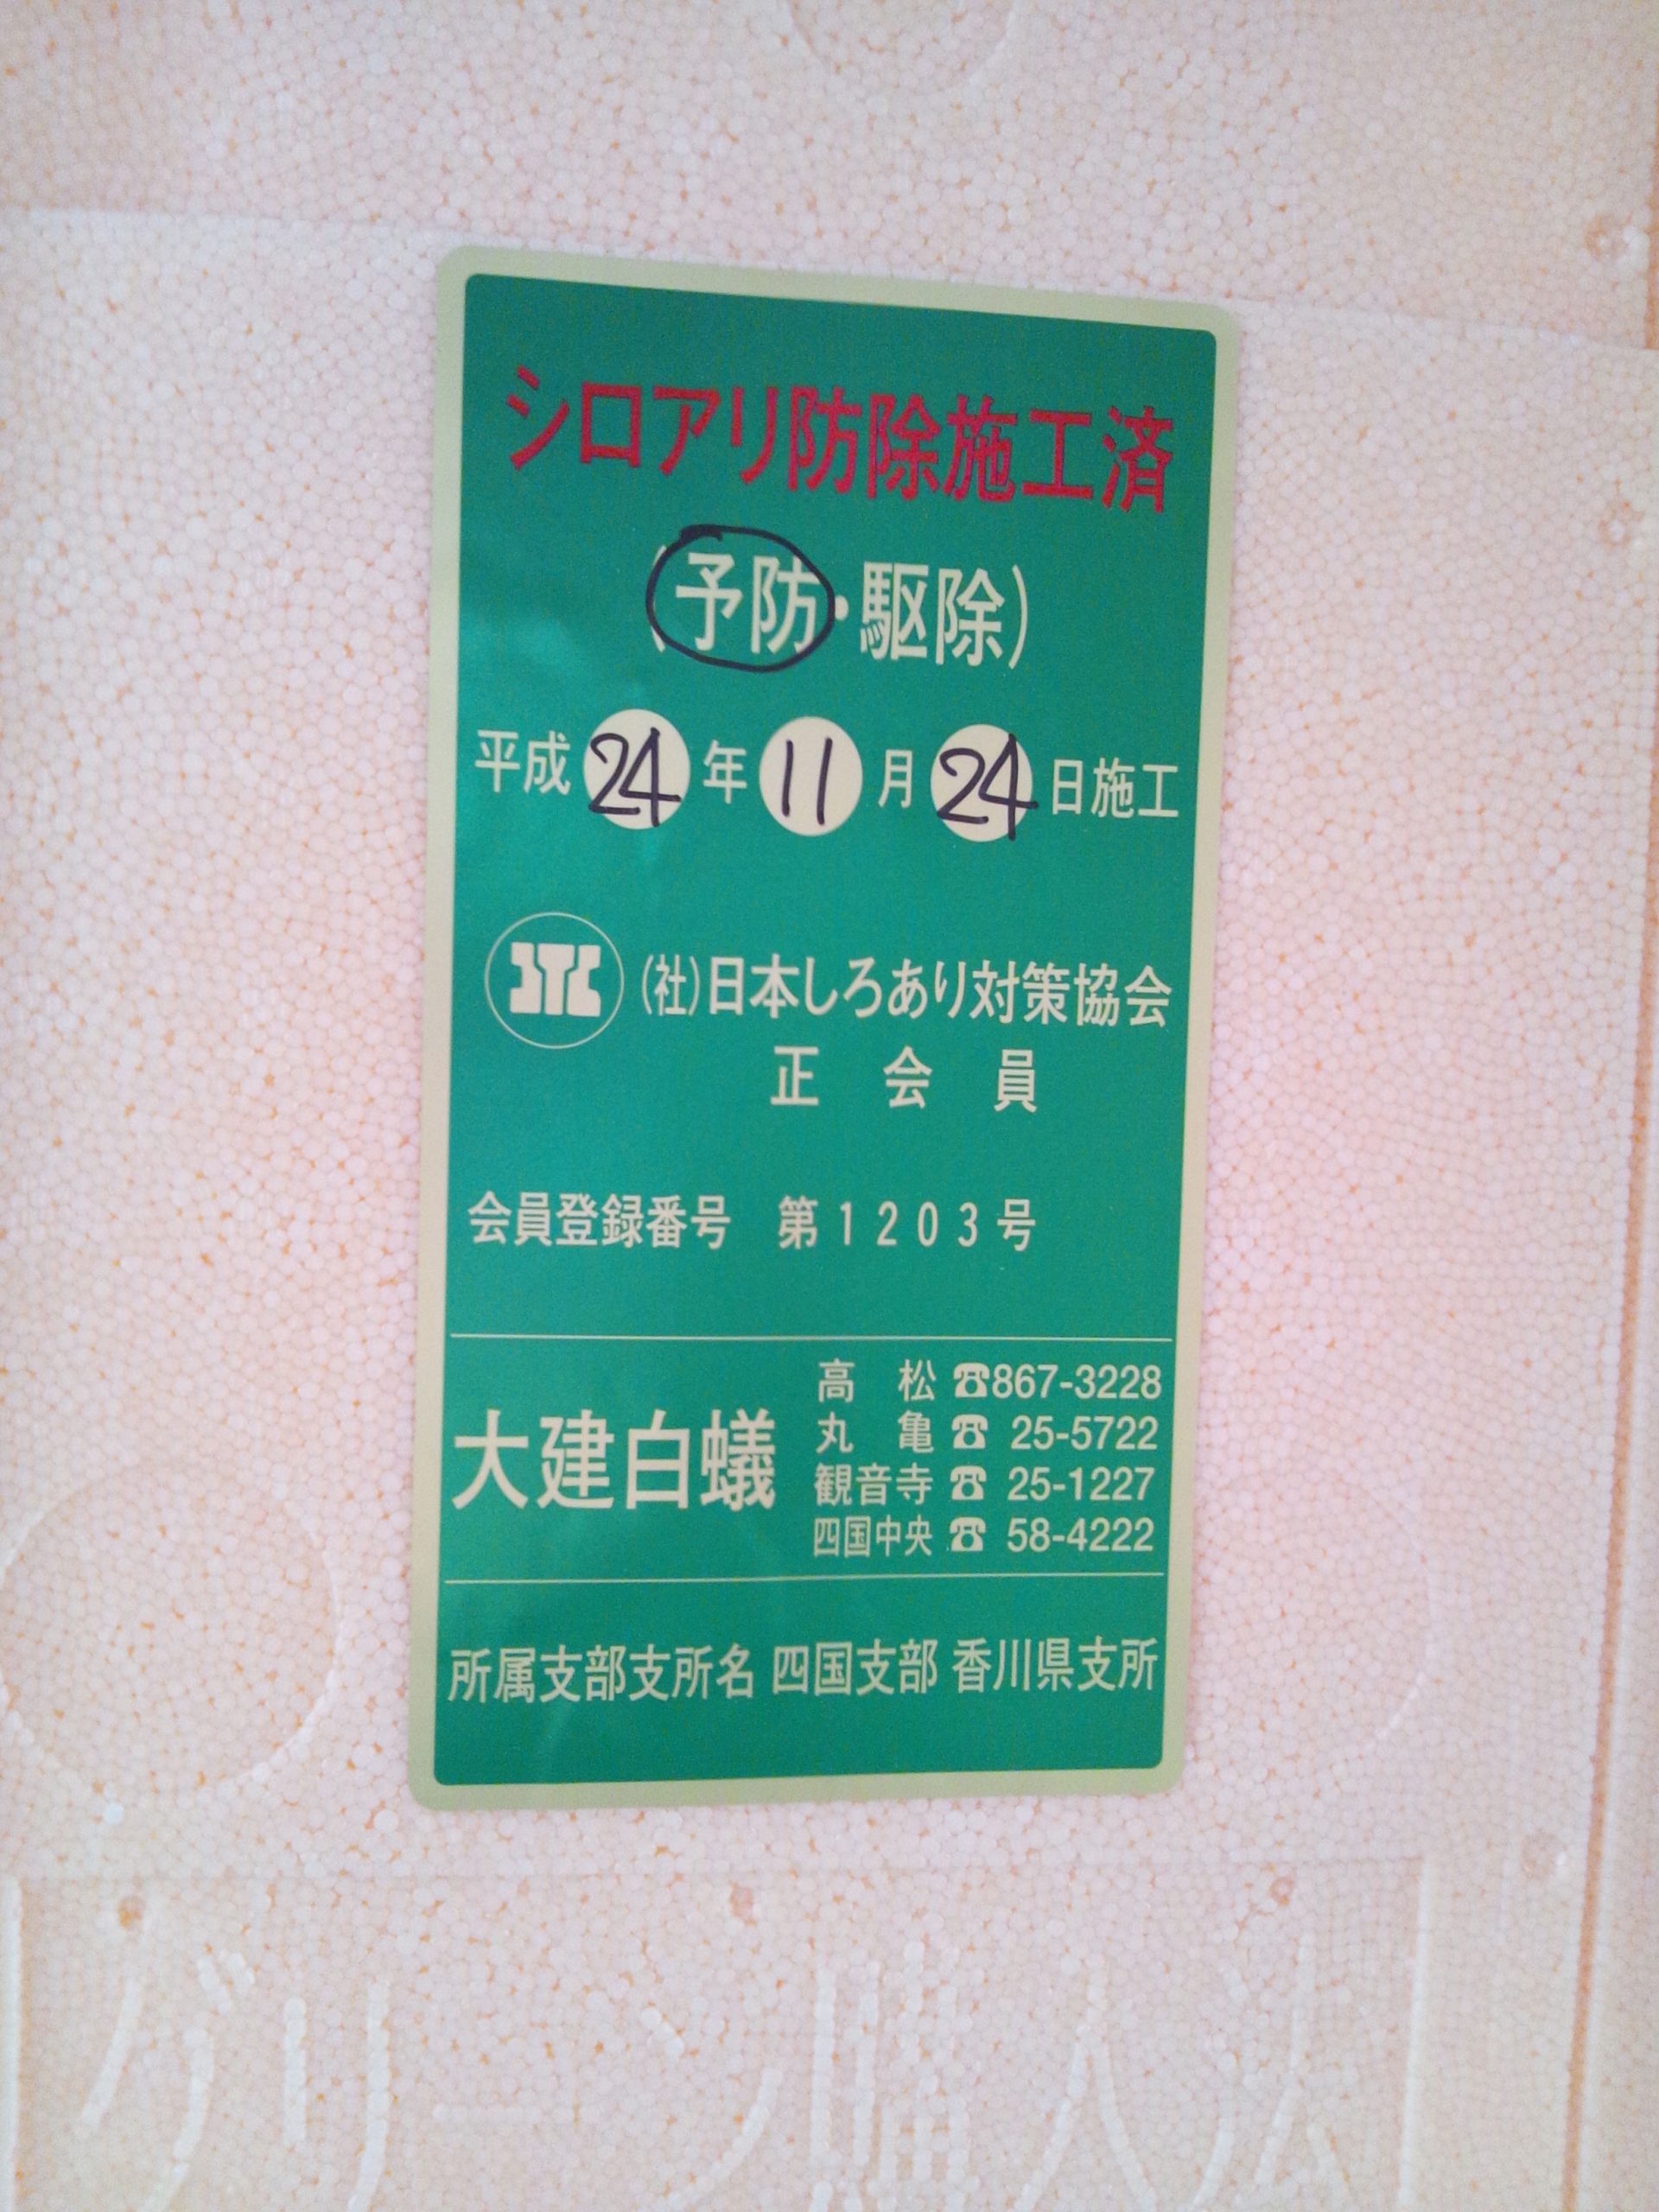 シロアリ防除施工済
(予防・駆除)
平成24年11月24日施工
(社)日本しろあり対策協会
正会員
会員登録番号 第1203号
大建白蟻
高松☎867-3228
丸亀☎25-5722
観音寺☎25-1227
四国中央☎58-4222
所属支部支所名 四国支部 香川県支所